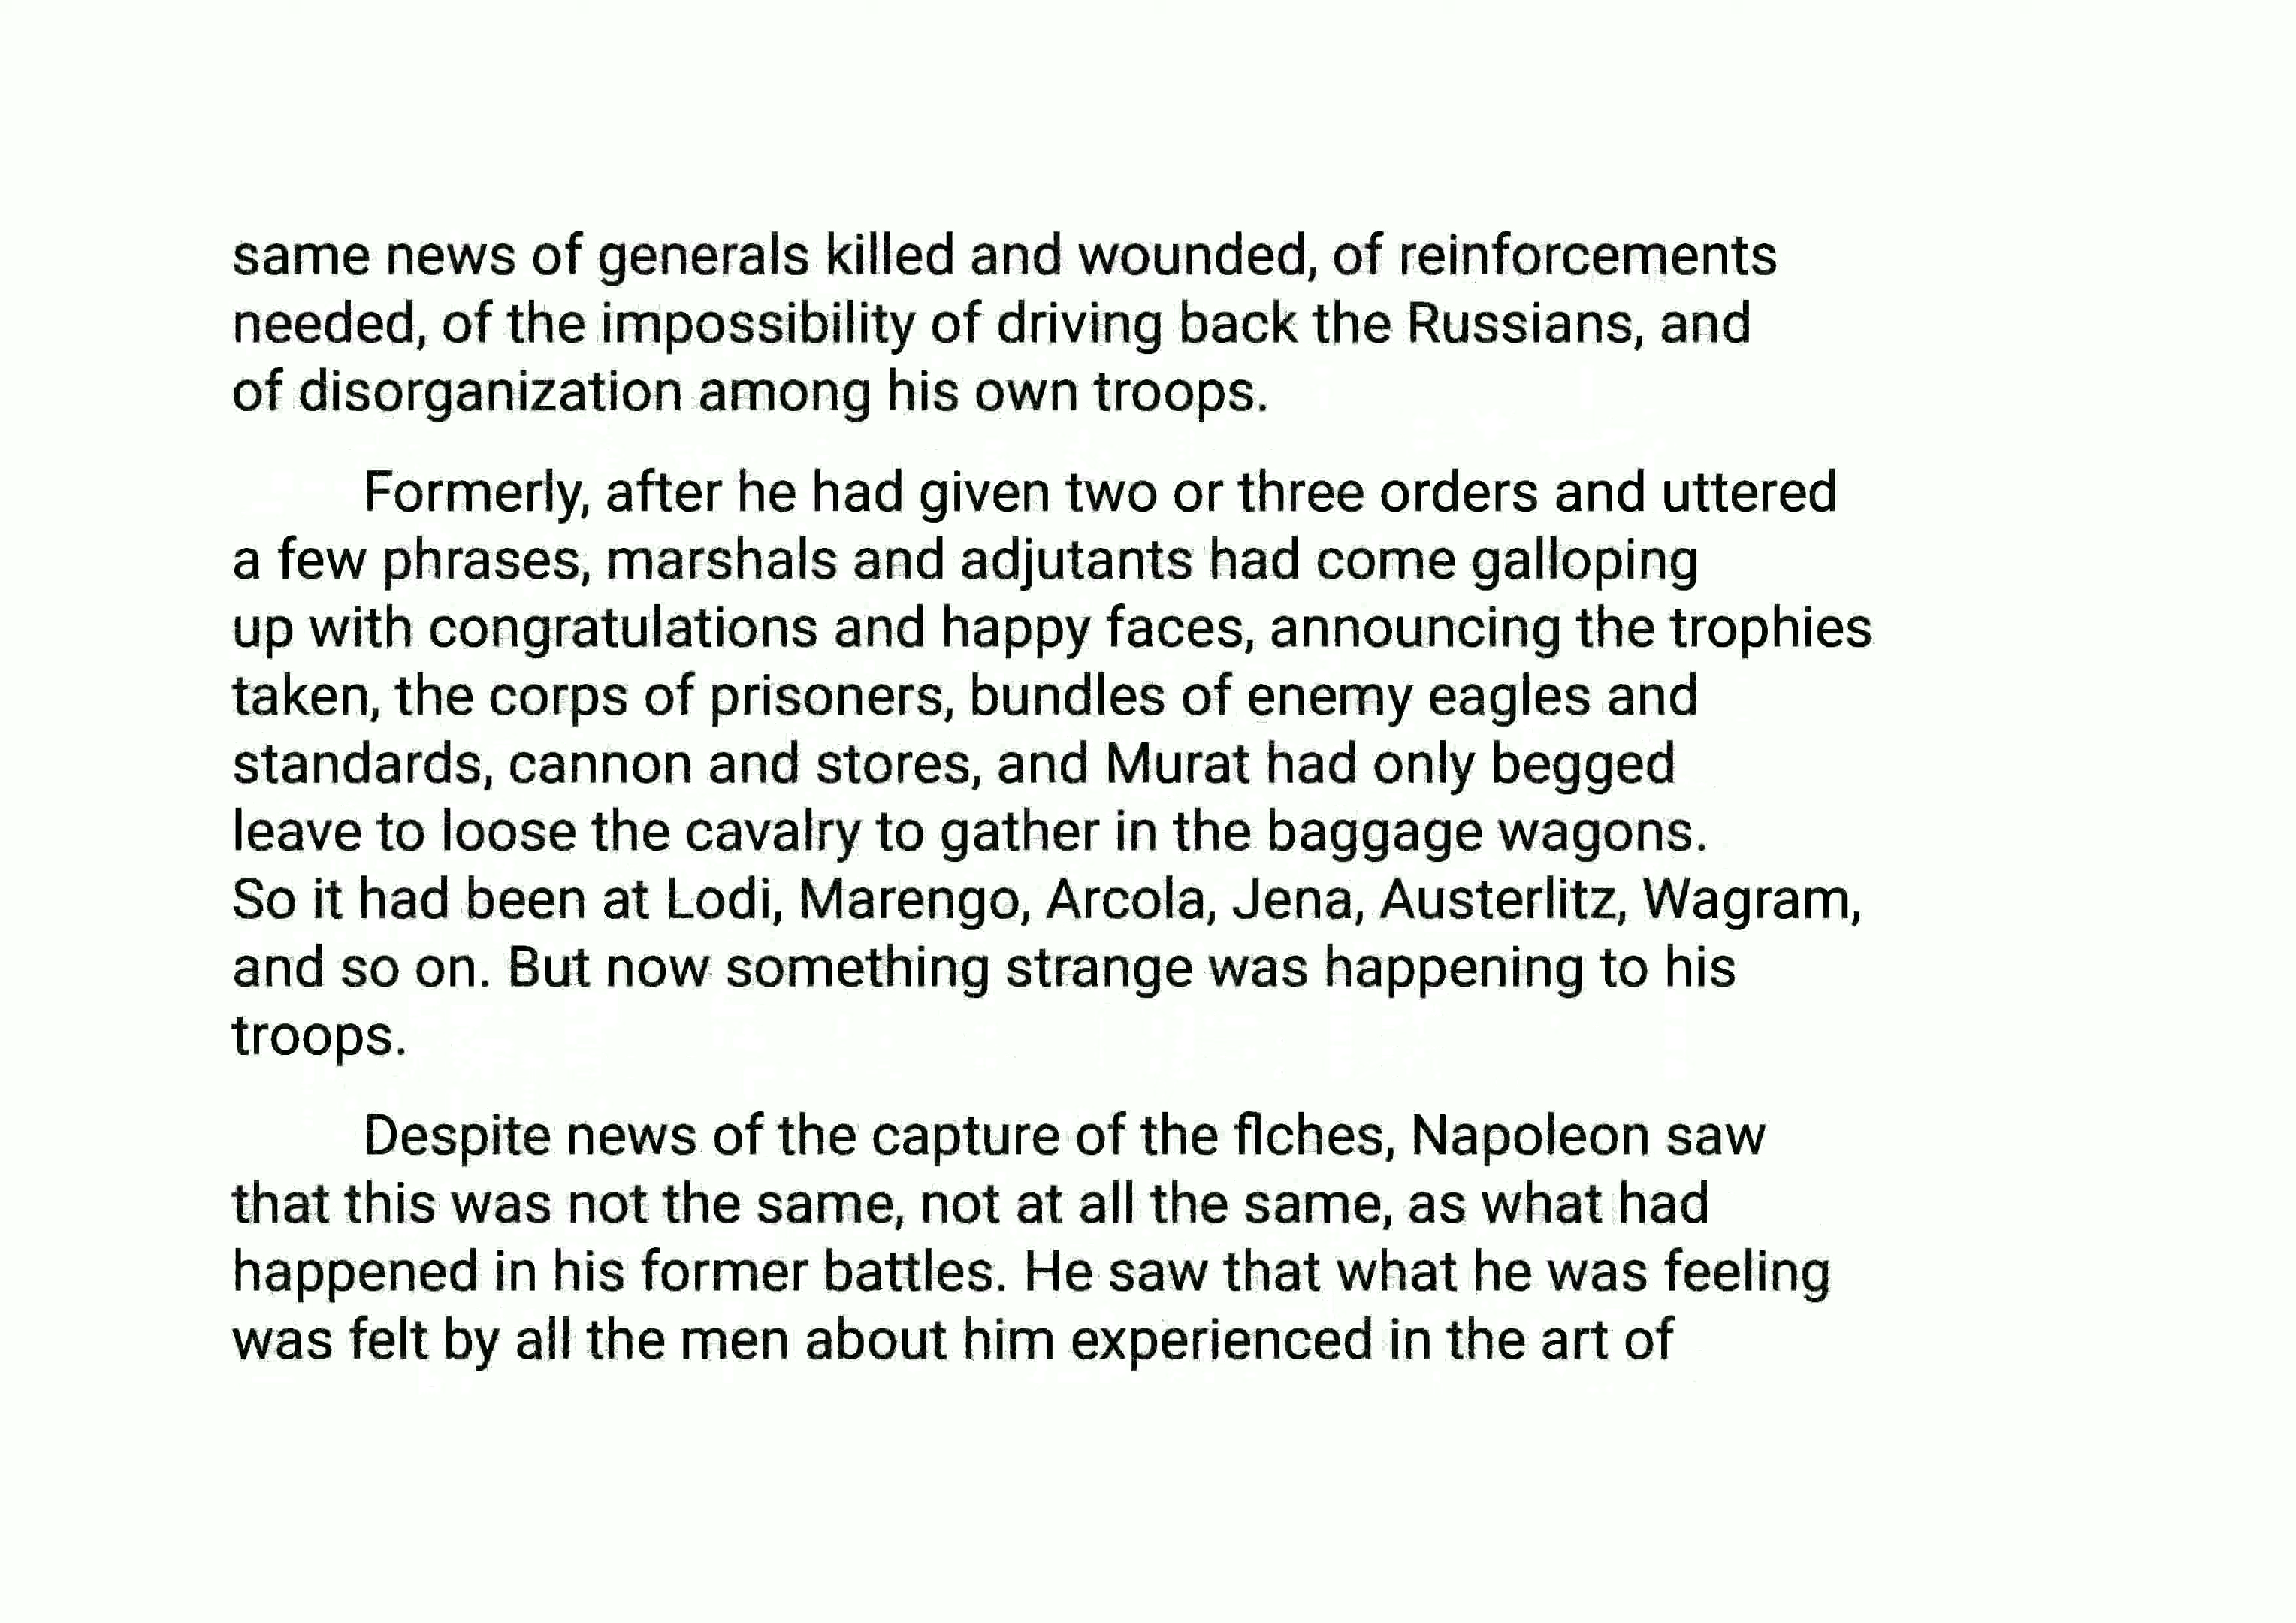 same news of generals killed and wounded, of reinforcements
needed, of the impossibility of driving back the Russians, and
of disorganization among his own troops.
Formerly, after he had given two or three orders and uttered
a few phrases, marshals and adjutants had come galloping
up with congratulations and happy faces, announcing the trophies
taken, the corps of prisoners, bundles of enemy eagles and
standards, cannon and stores, and Murat had only begged
leave to loose the cavalry to gather in the baggage wagons.
So it had been at Lodi, Marengo, Arcola, Jena, Austerlitz, Wagram,
and so on. But now something strange was happening to his
troops.
Despite news of the capture of the flches, Napoleon saw
that this was not the same, not at all the same, as what had
happened in his former battles. He saw that what he was feeling
was felt by all the men about him experienced in the art of